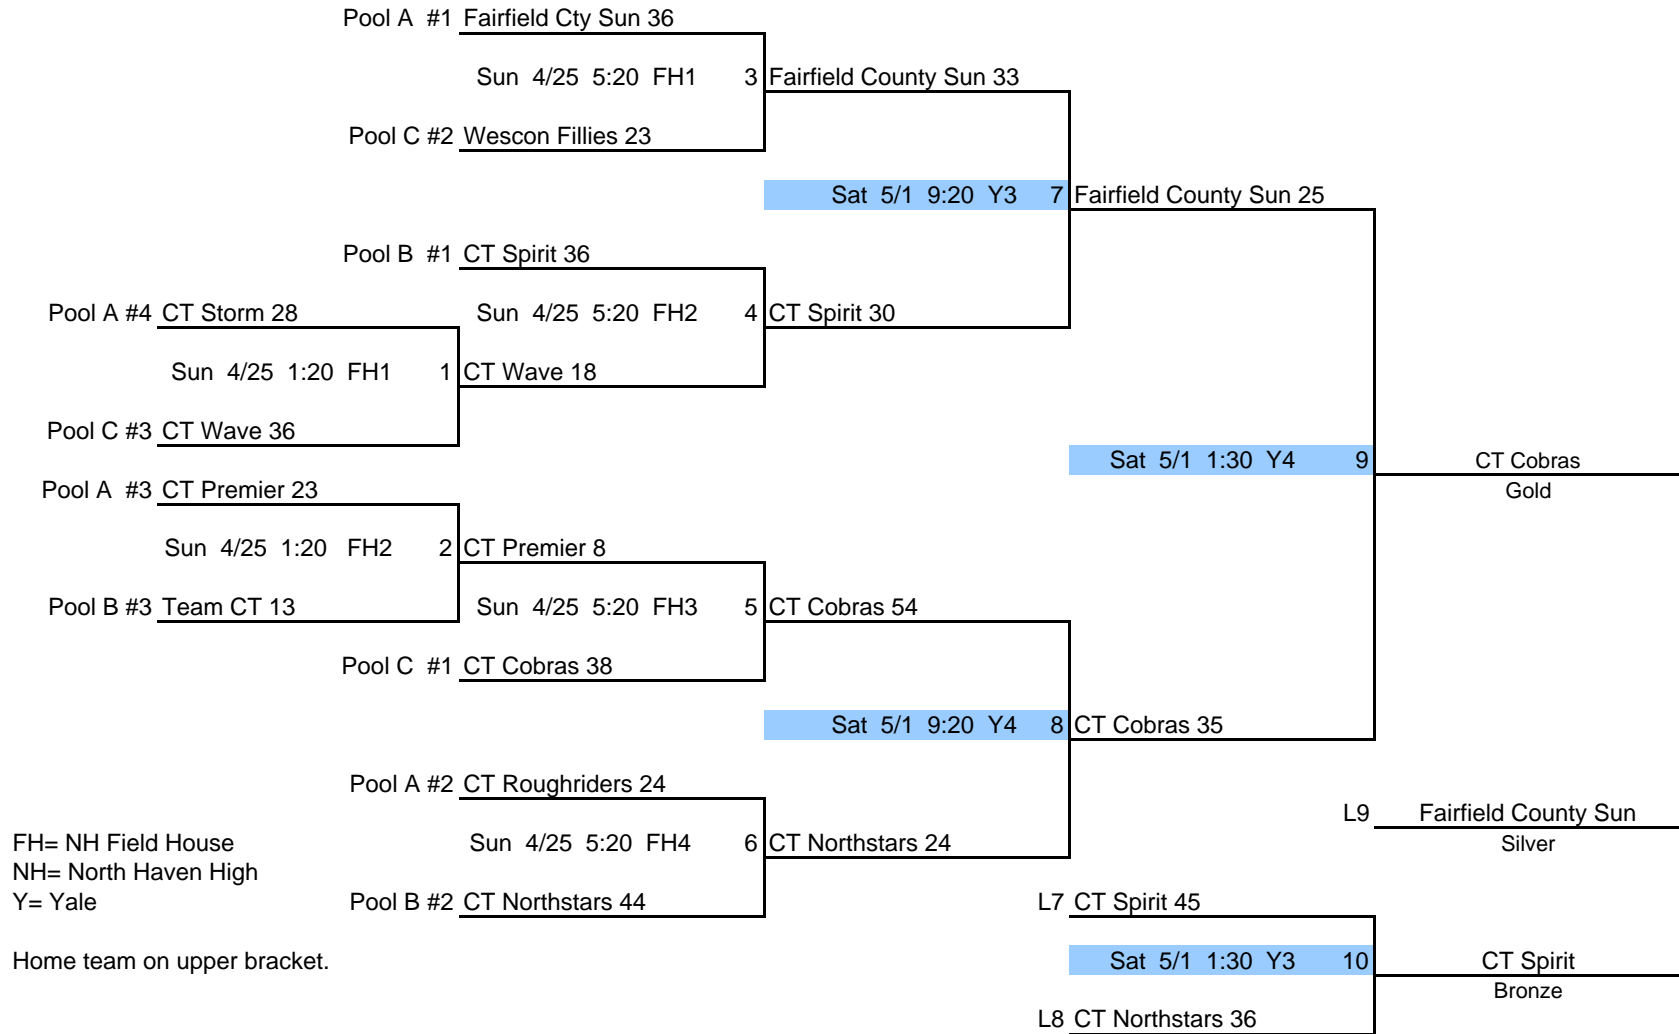 Pool A #1 Fairfield Cty Sun 36
Sun 4/25 5:20 FH1 3 Fairfield County Sun 33
Pool C #2 Wescon Fillies 23
Sat 5/1 9:20 Y3 7 Fairfield County Sun 25
Pool B #1 CT Spirit 36
Pool A #4 CT Storm 28 Sun 4/25 5:20 FH2 4 CT Spirit 30
Sun 4/25 1:20 FH1 1 CT Wave 18
Pool C #3 CT Wave 36
Sat 5/1 1:30 Y4 9 CT Cobras
Pool A #3 CT Premier 23 Gold
Sun 4/25 1:20 FH2 2 CT Premier 8
Pool B #3 Team CT 13 Sun 4/25 5:20 FH3 5 CT Cobras 54
Pool C #1 CT Cobras 38
Sat 5/1 9:20 Y4 8 CT Cobras 35
Pool A #2 CT Roughriders 24
L9 Fairfield County Sun
FH= NH Field House Sun 4/25 5:20 FH4 6 CT Northstars 24 Silver
NH= North Haven High
Y= Yale Pool B #2 CT Northstars 44 L7 CT Spirit 45
Home team on upper bracket. Sat 5/1 1:30 Y3 10 CT Spirit
Bronze
L8 CT Northstars 36